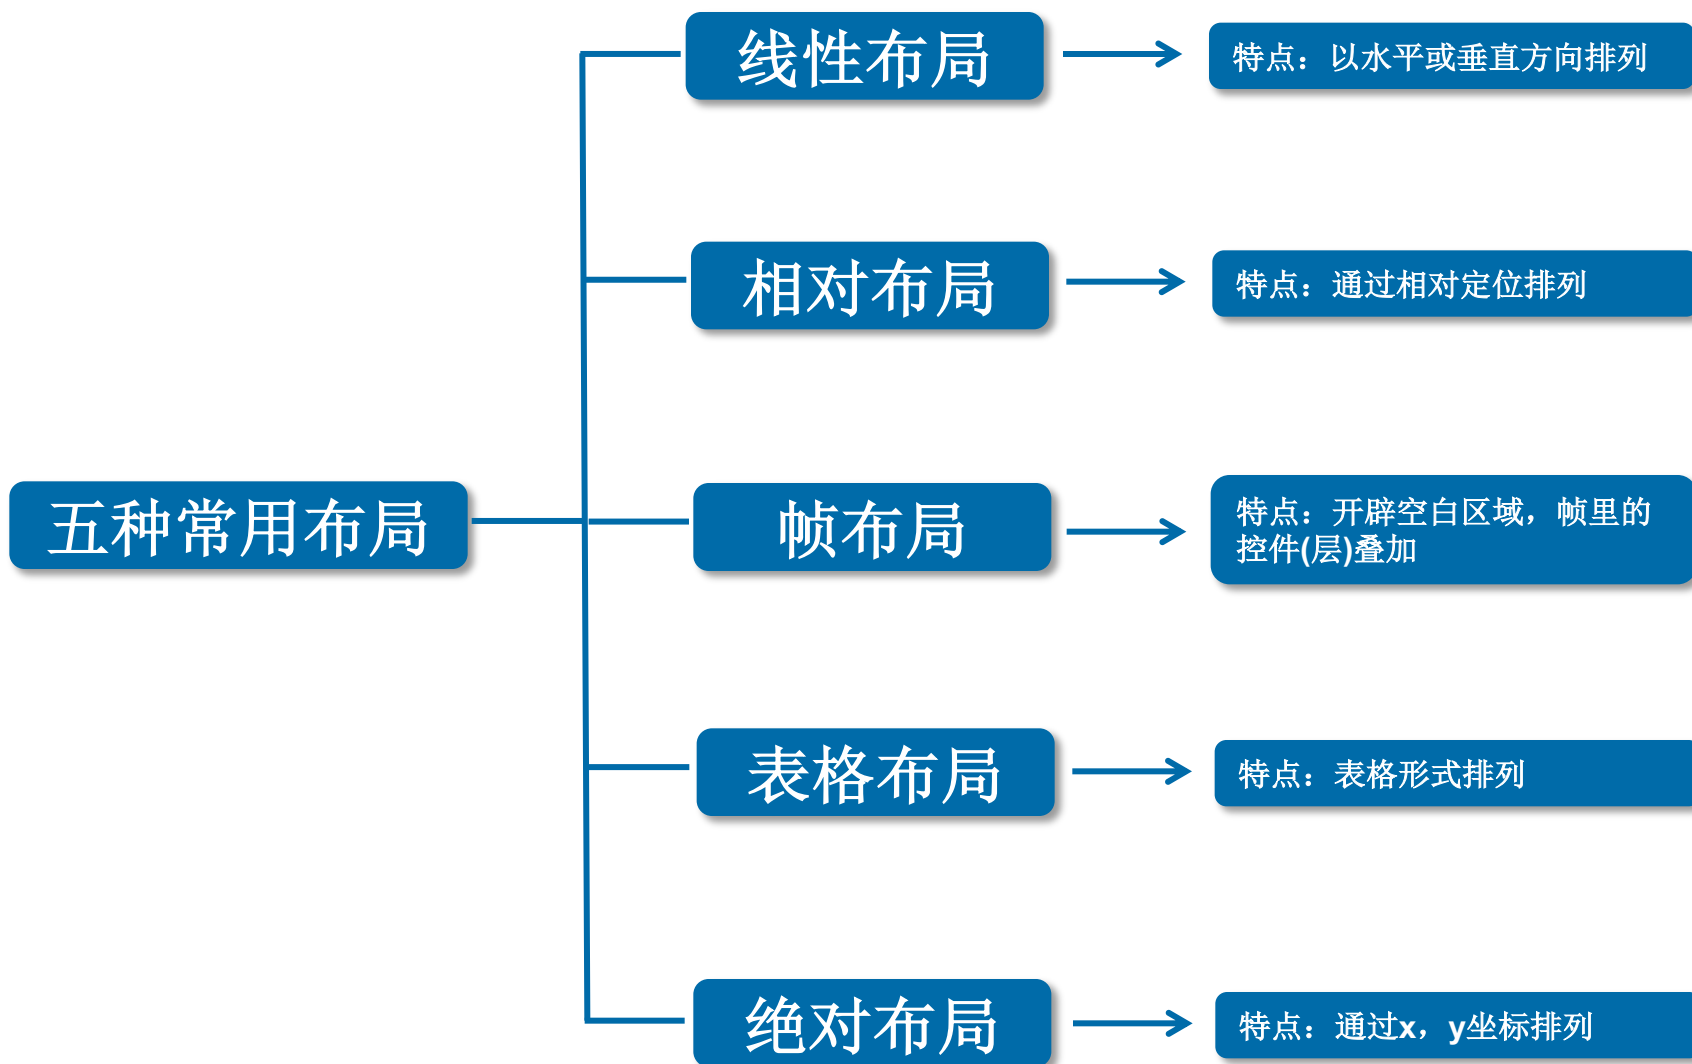 线性布局
特点：以水平或垂直方向排列
相对布局
特点：通过相对定位排列
五种常用布局
帧布局
特点：开辟空白区域，帧里的
控件(层)叠加
表格布局
特点：表格形式排列
绝对布局
特点：通过x，y坐标排列